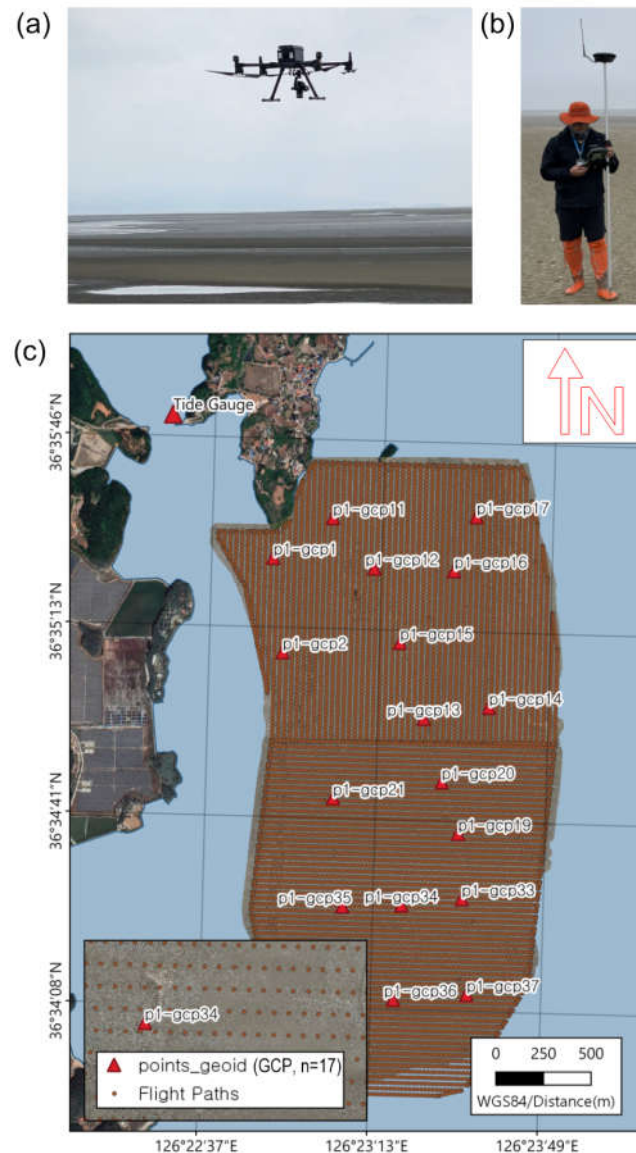 (a)
(b)
(c)
N
Tide Gauge
36°35'46"N
p1-gcp11
p1-gcp17
p1-gcp1
p1-gcp12
p1-gcp16
36°35'13"N
p1-gcp2
p1-gcp15
p1-gcp13
p1-gcp14
p1-gcp20
p1-gcp21
36°34'41"N
p1-gcp19
p1-gcp35
p1-gcp34
p1-gcp33
36°34'08"N
p1-gcp34
p1-gcp36
p1-gcp37
points_geoid (GCP, n=17)
Flight Paths
0 250 500
WGS84/Distance(m)
126°22'37"E
126°23'13"E
126°23'49"E